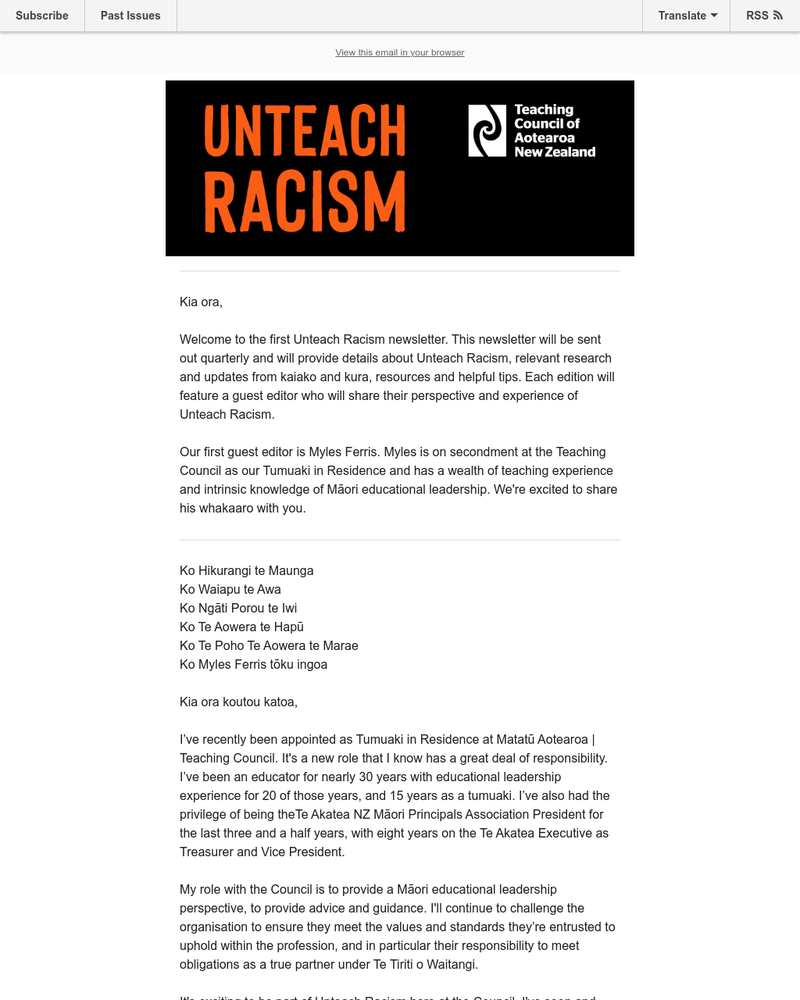 Subscribe
Past Issues
Translate
RSS
View this email in your browser
UNTEACH
RACISM
Teaching
Council of
Aotearoa
New Zealand
Kia ora,
Welcome to the first Unteach Racism newsletter. This newsletter will be sent
out quarterly and will provide details about Unteach Racism, relevant research
and updates from kaiako and kura, resources and helpful tips. Each edition will
feature a guest editor who will share their perspective and experience of
Unteach Racism.
Our first guest editor is Myles Ferris. Myles is on secondment at the Teaching
Council as our Tumuaki in Residence and has a wealth of teaching experience
and intrinsic knowledge of Māori educational leadership. We're excited to share
his whakaaro with you.
Ko Hikurangi te Maunga
Ko Waiapu te Awa
Ko Ngāti Porou te Iwi
Ko Te Aowera te Hapū
Ko Te Poho Te Aowera te Marae
Ko Myles Ferris tōku ingoa
Kia ora koutou katoa,
I’ve recently been appointed as Tumuaki in Residence at Matatū Aotearoa |
Teaching Council. It's a new role that I know has a great deal of responsibility.
I’ve been an educator for nearly 30 years with educational leadership
experience for 20 of those years, and 15 years as a tumuaki. I’ve also had the
privilege of being theTe Akatea NZ Māori Principals Association President for
the last three and a half years, with eight years on the Te Akatea Executive as
Treasurer and Vice President.
My role with the Council is to provide a Māori educational leadership
perspective, to provide advice and guidance. I'll continue to challenge the
organisation to ensure they meet the values and standards they’re entrusted to
uphold within the profession, and in particular their responsibility to meet
obligations as a true partner under Te Tiriti o Waitangi.